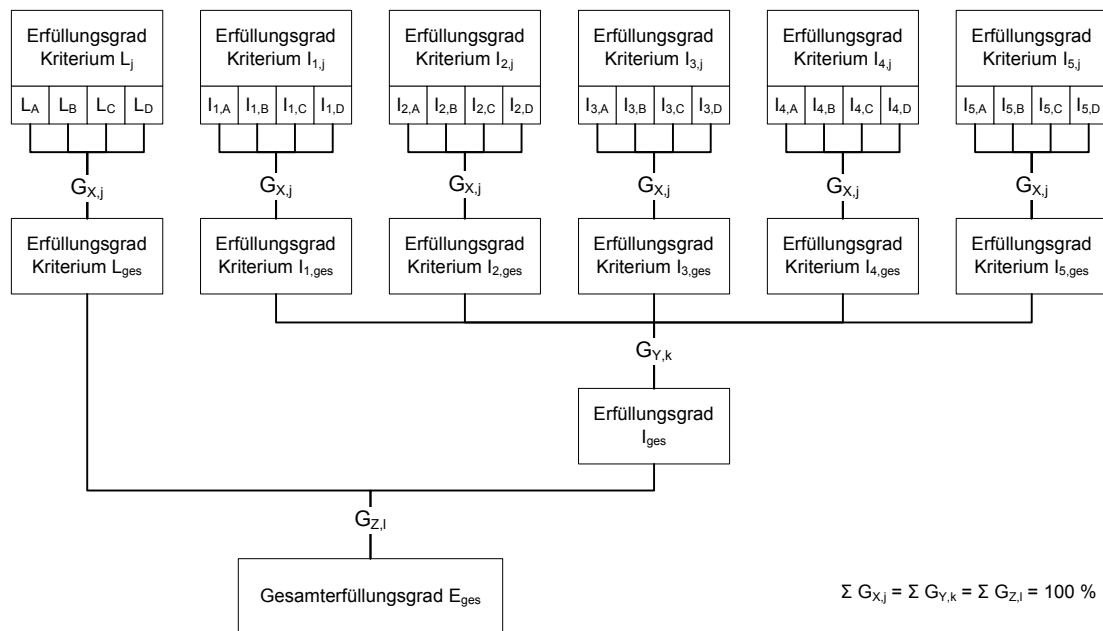 Erfüllungsgrad
Kriterium Lj
Erfüllungsgrad
Kriterium I1,j
Erfüllungsgrad
Kriterium I2,j
Erfüllungsgrad
Kriterium I3,j
Erfüllungsgrad
Kriterium I4,j
Erfüllungsgrad
Kriterium I5,j
LA LB LC LD
I1,A I1,B I1,C I1,D
I2,A I2,B I2,C I2,D
I3,A I3,B I3,C I3,D
I4,A I4,B I4,C I4,D
I5,A I5,B I5,C I5,D
GX,j
GX,j
GX,j
GX,j
GX,j
GX,j
Erfüllungsgrad
Kriterium Lges
Erfüllungsgrad
Kriterium I1,ges
Erfüllungsgrad
Kriterium I2,ges
Erfüllungsgrad
Kriterium I3,ges
Erfüllungsgrad
Kriterium I4,ges
Erfüllungsgrad
Kriterium I5,ges
GY,k
Erfüllungsgrad
Iges
GZ,l
Gesamterfüllungsgrad Eges
Σ GX,j = Σ GY,k = Σ GZ,l = 100 %